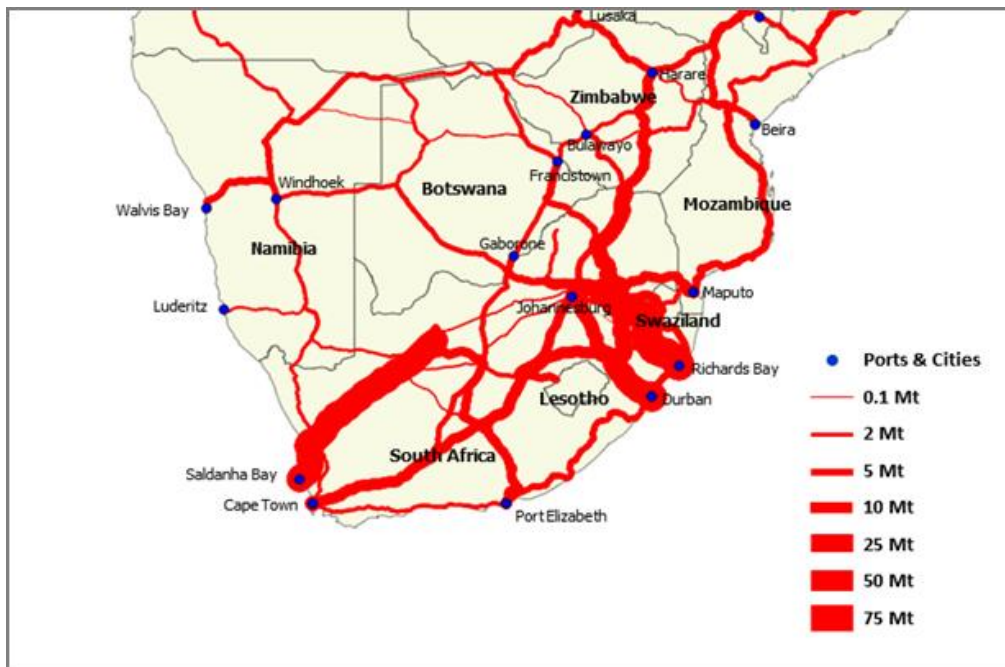 Lusaka
Harare
Zimbabwe
Beira
Bulawayo
Francistown
Windhoek
Botswana
Mozambique
Walvis Bay
Namibia
Gaborone
Maputo
Luderitz
Johannesburg
Swaziland
Ports & Cities
Richards Bay
0.1 Mt
Lesotho
Durban
2 Mt
South Africa
5 Mt
Saldanha Bay
Cape Town
10 Mt
Port Elizabeth
25 Mt
50 Mt
75 Mt